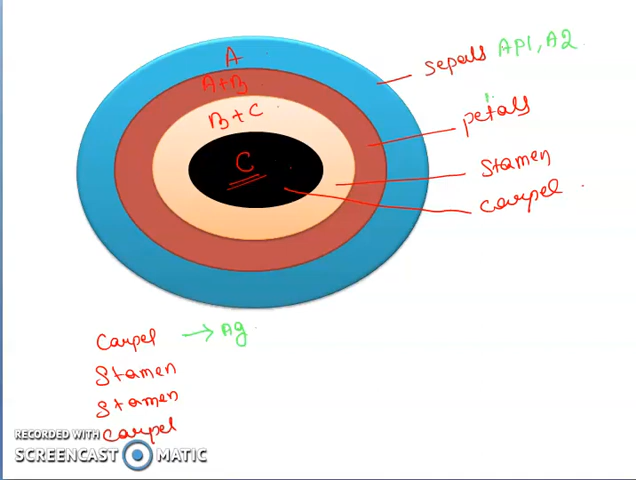 A
A+B
B+C
C
sepals AP1, A2
petals
Stamen
Carpel
Carpel → Ag
Stamen
Stamen
Carpel
RECORDED WITH
SCREENCAST MATIC